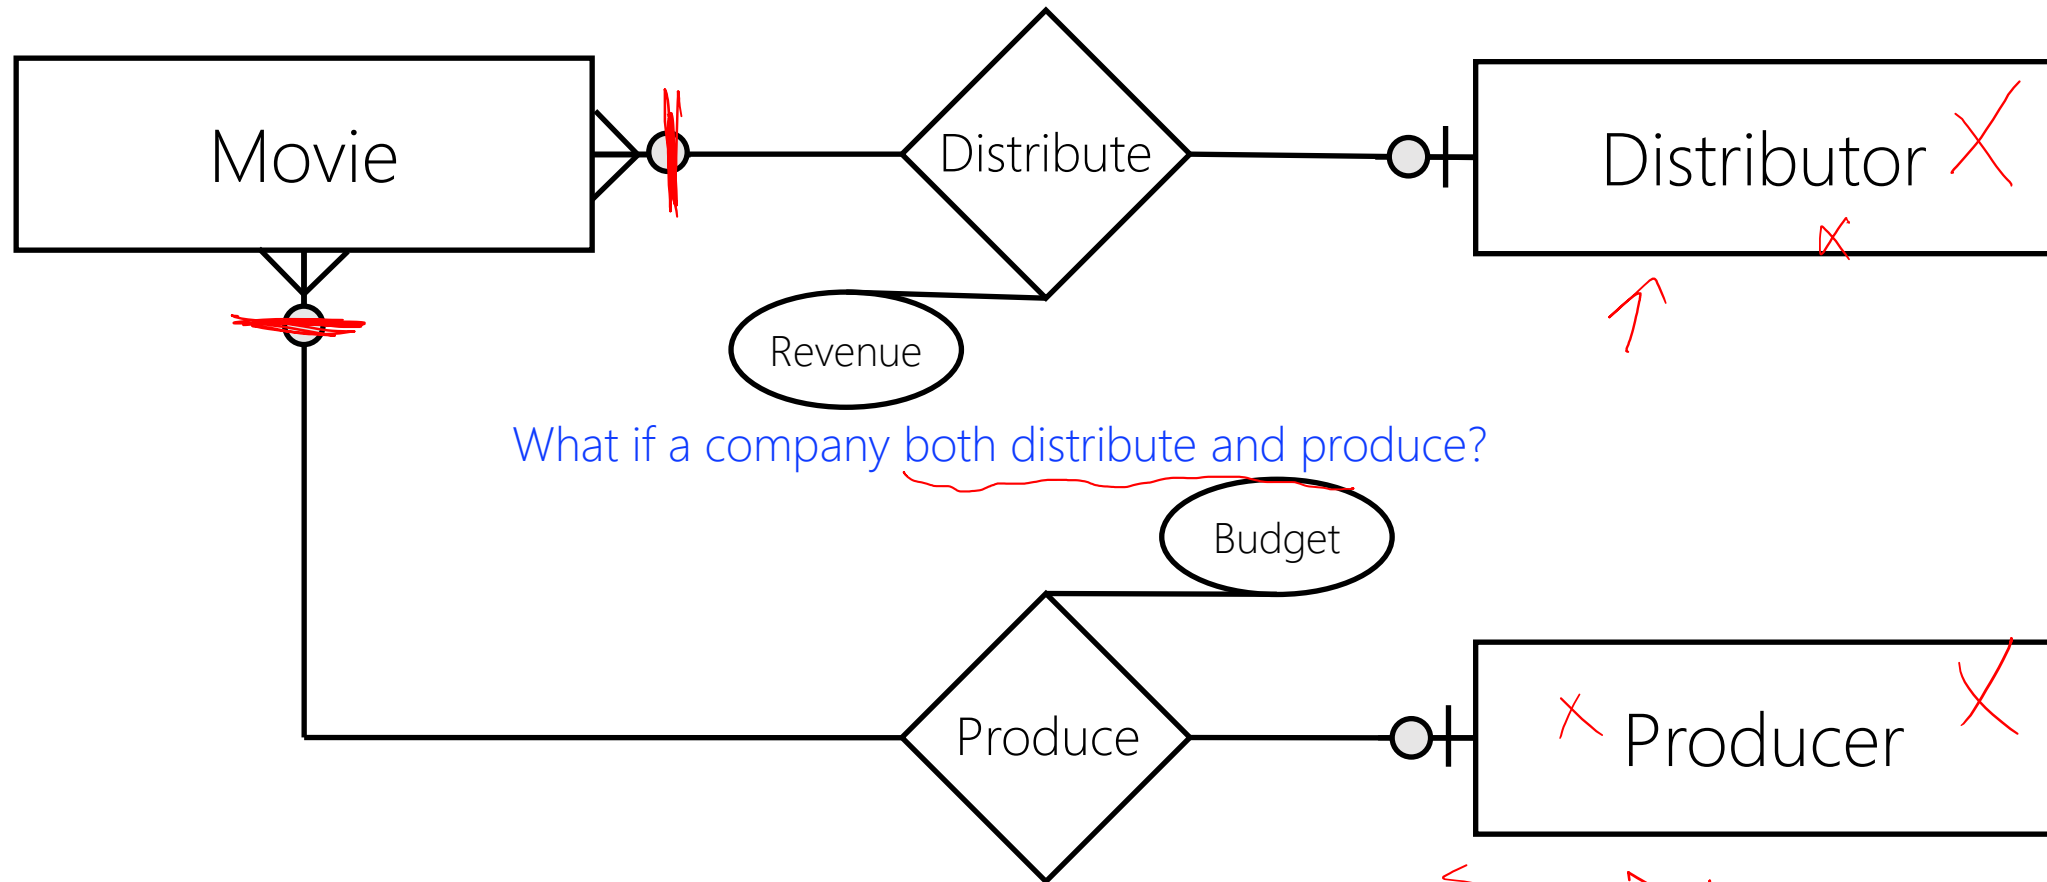 Movie
Distribute
Distributor
Revenue
What if a company both distribute and produce?
Budget
Produce
Producer